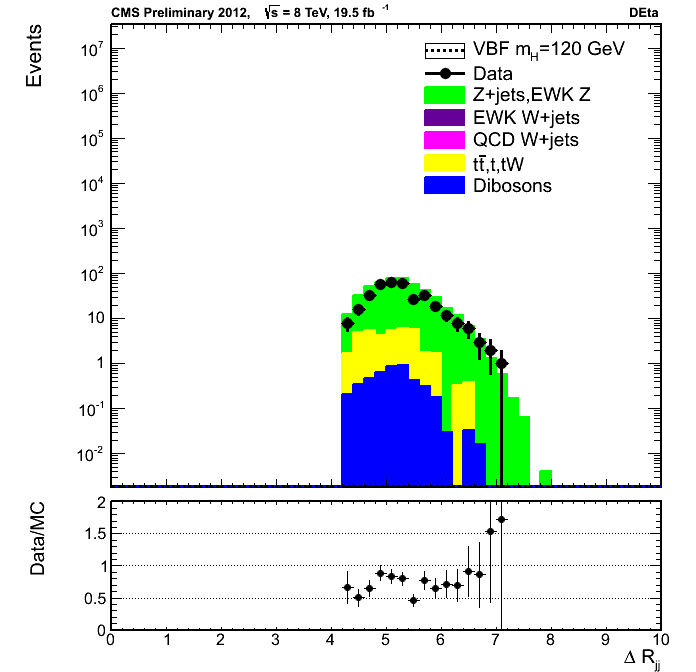 CMS Preliminary 2012, √s = 8 TeV, 19.5 fb⁻¹ DEta
Events
10⁷
10⁶
10⁵
10⁴
10³
10²
10
1
10⁻¹
10⁻²
VBF m_H=120 GeV
Data
Z+jets,EWK Z
EWK W+jets
QCD W+jets
tt̅,t,tW
Dibosons
Data/MC
2
1.5
1
0.5
0
0 1 2 3 4 5 6 7 8 9 10
Δ R_jj